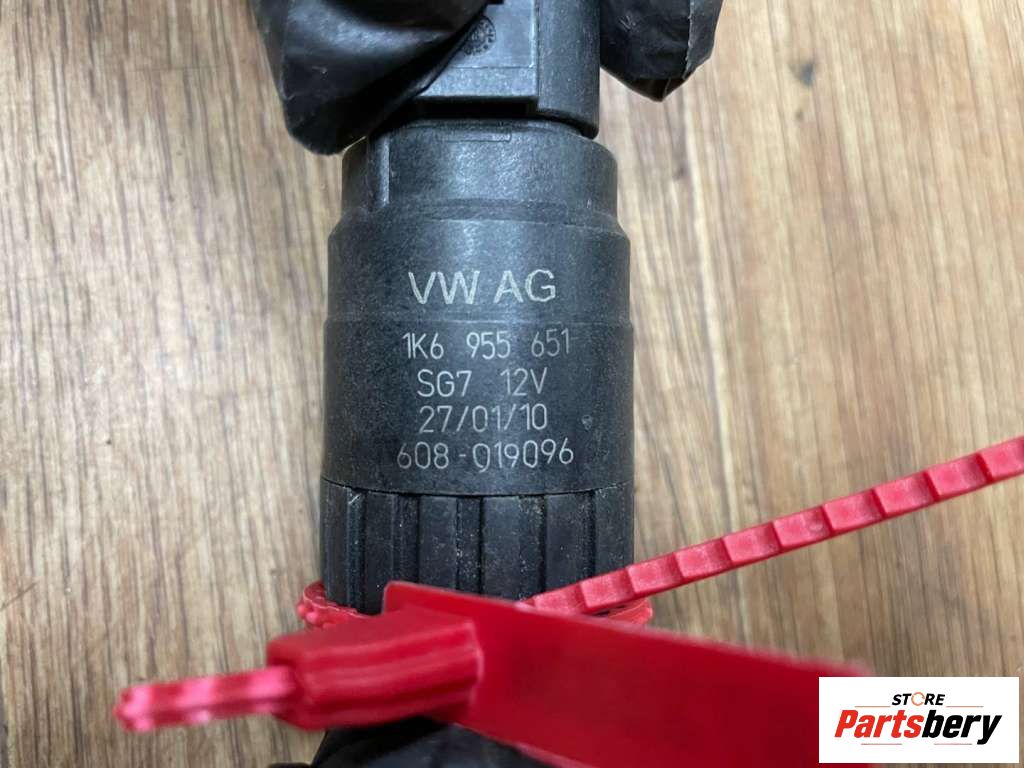 VW AG
1K6 955 651
SG7 12V
27/01/10
608-019096
STORE
Partsbery